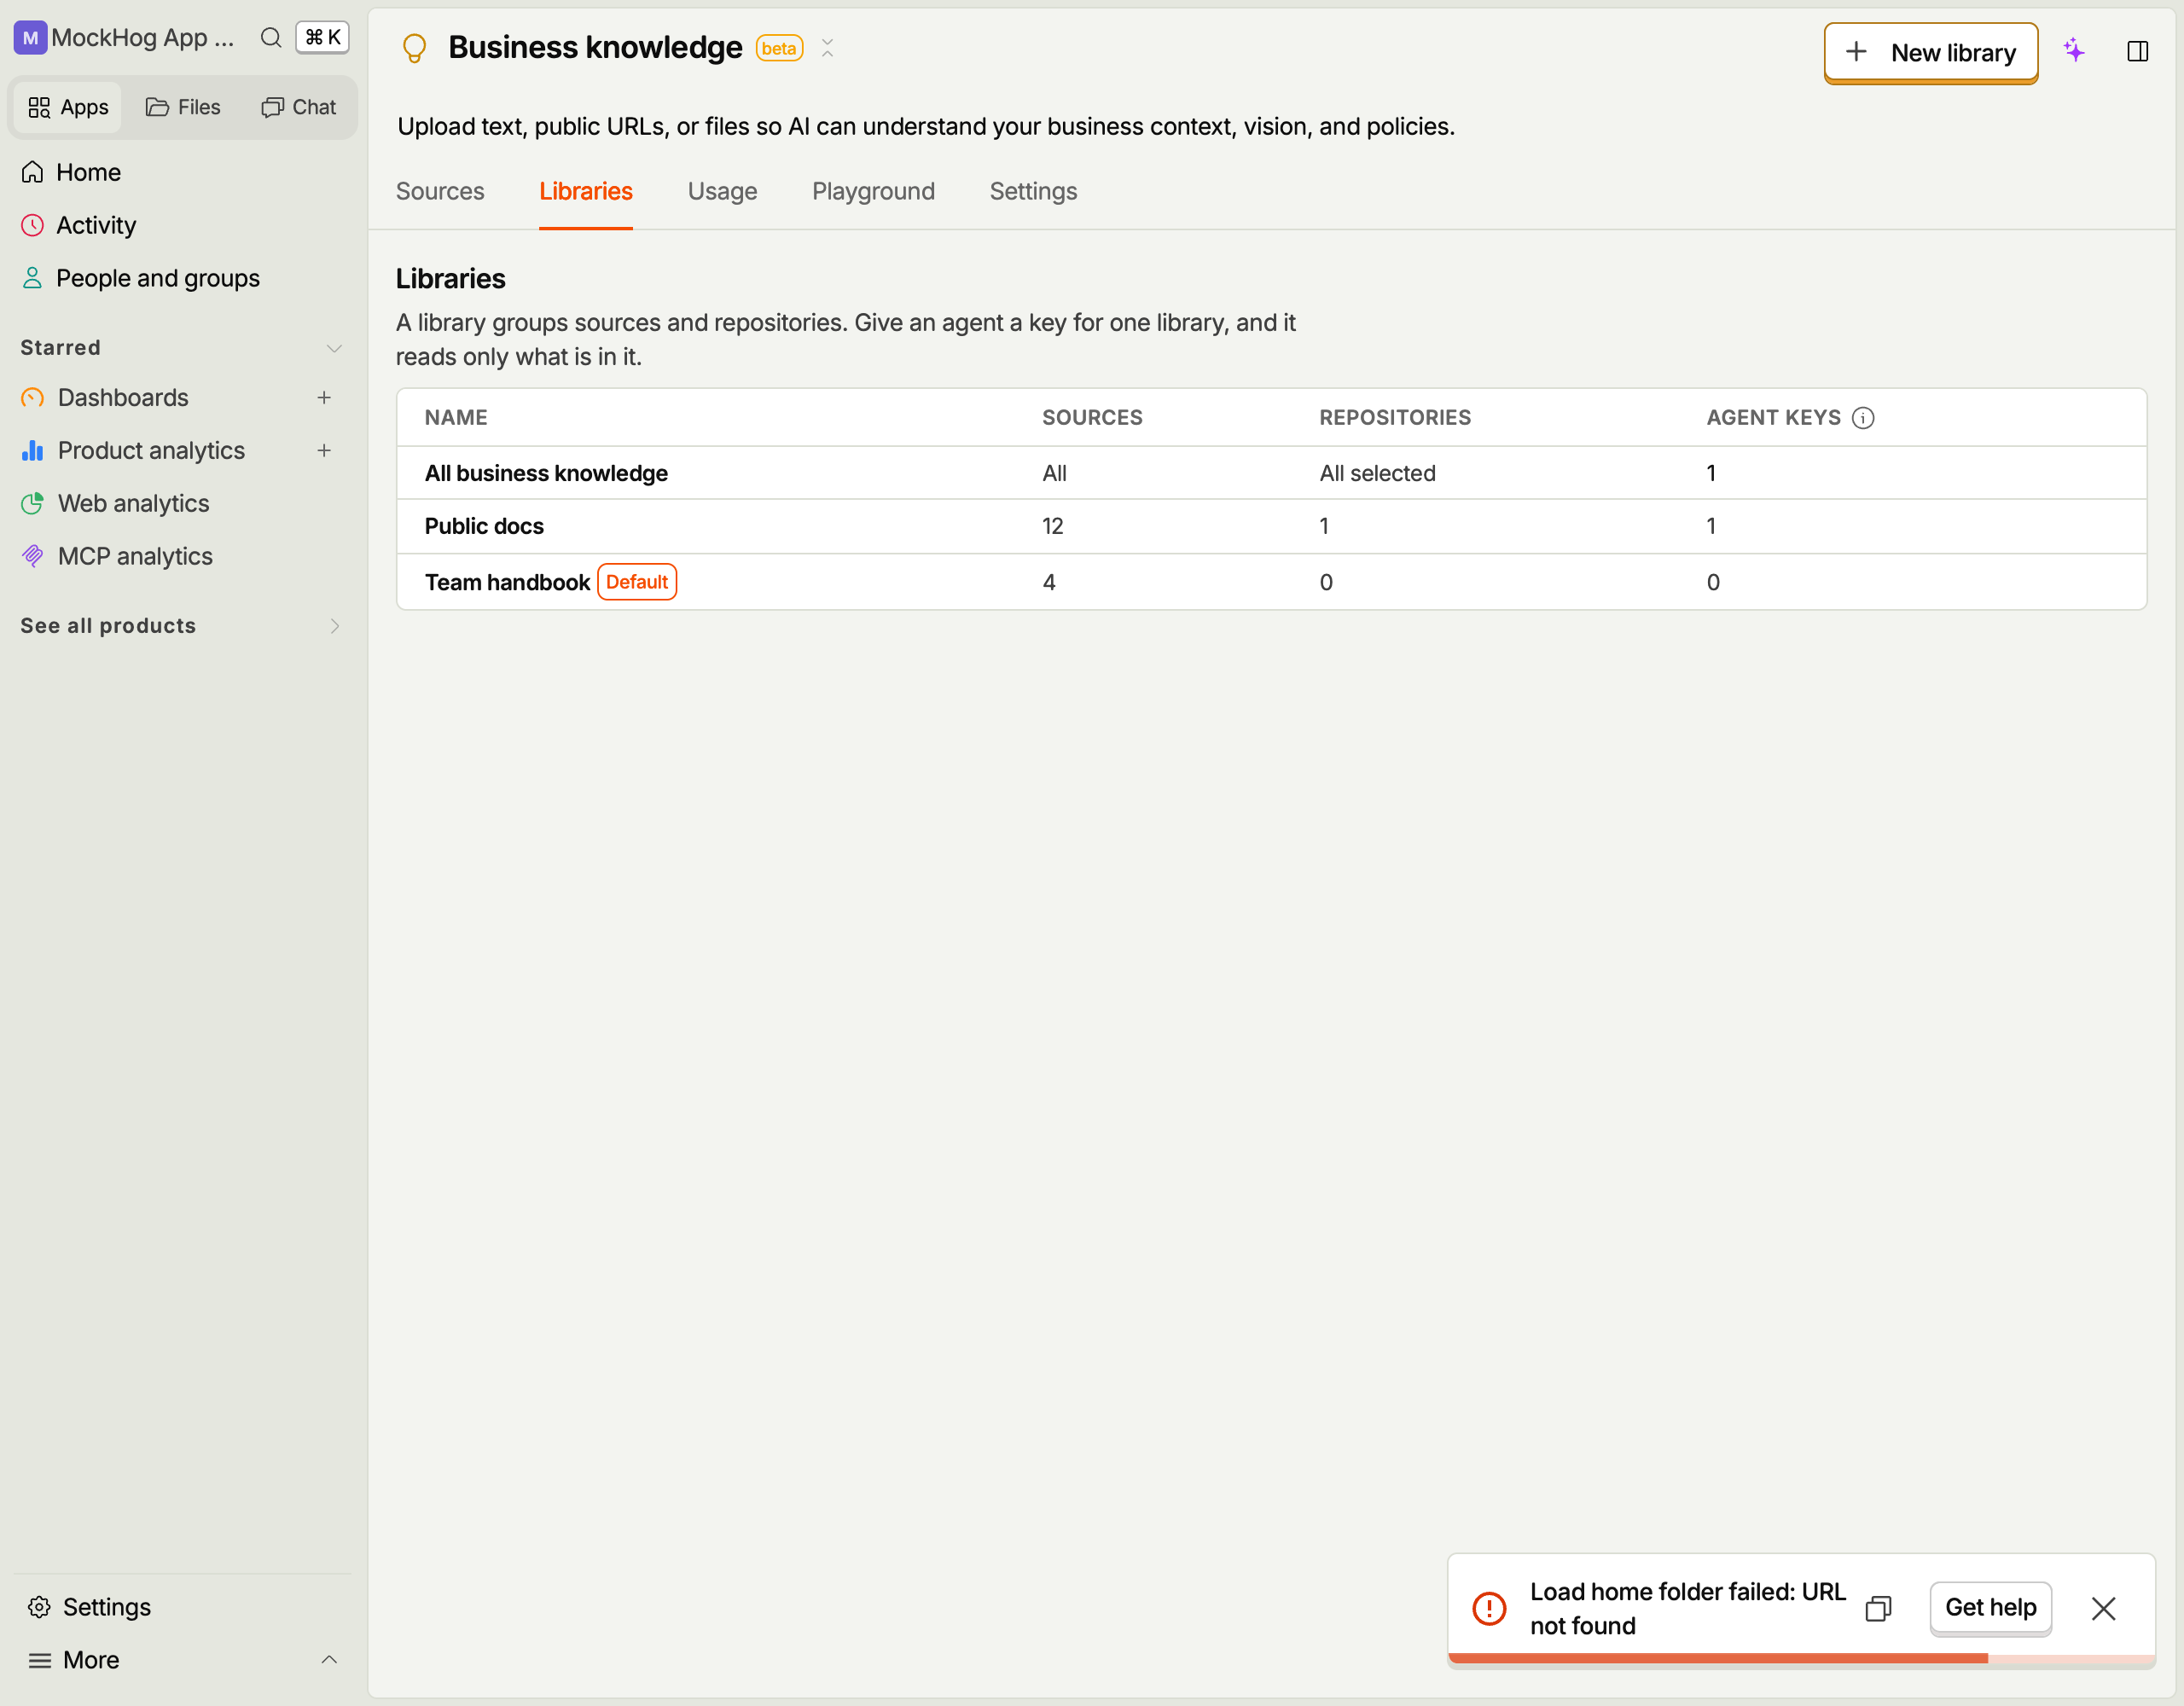 M MockHog App ... ⌘ K
Apps Files Chat
Home
Activity
People and groups
Starred
Dashboards
Product analytics
Web analytics
MCP analytics
See all products
Settings
More
Business knowledge beta
New library
Upload text, public URLs, or files so AI can understand your business context, vision, and policies.
Sources Libraries Usage Playground Settings
Libraries
A library groups sources and repositories. Give an agent a key for one library, and it
reads only what is in it.
NAME SOURCES REPOSITORIES AGENT KEYS
All business knowledge All All selected 1
Public docs 12 1 1
Team handbook Default 4 0 0
Load home folder failed: URL
not found
Get help